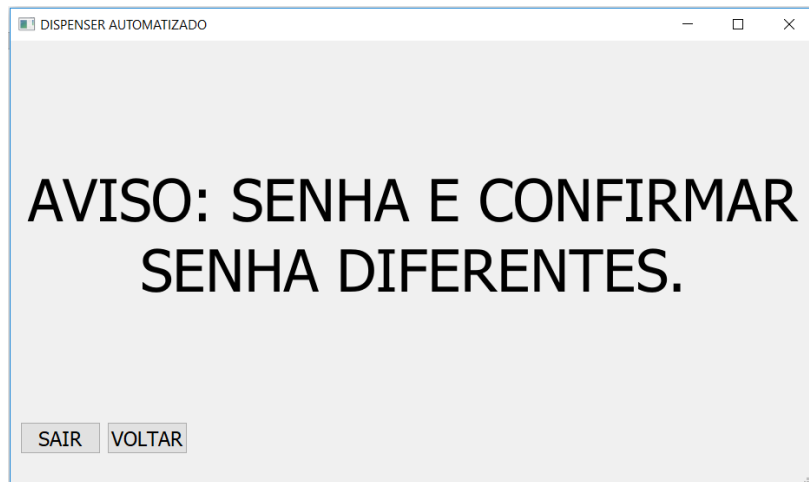 DISPENSER AUTOMATIZADO
AVISO: SENHA E CONFIRMAR
SENHA DIFERENTES.
SAIR VOLTAR